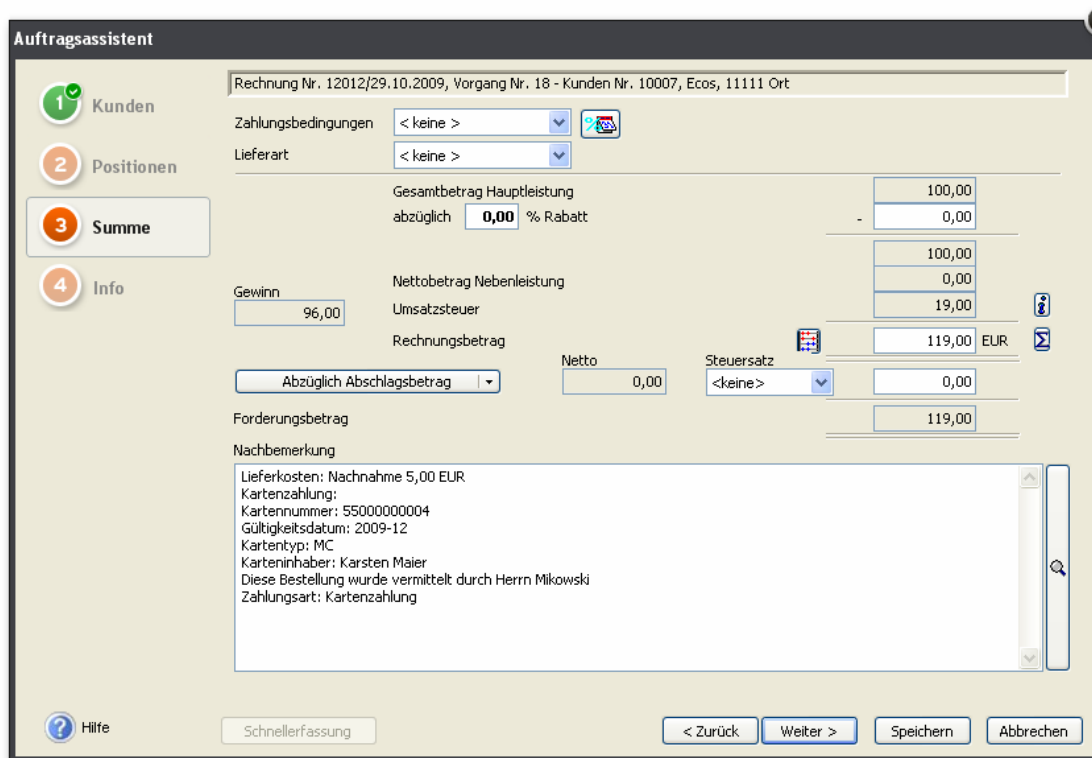 Auftragsassistent
Rechnung Nr. 12012/29.10.2009, Vorgang Nr. 18 - Kunden Nr. 10007, Ecos, 11111 Ort
1 Kunden
2 Positionen
3 Summe
4 Info
Zahlungsbedingungen < keine > %
Lieferart < keine >
Gesamtbetrag Hauptleistung 100,00
abzüglich 0,00 % Rabatt - 0,00
100,00
Nettobetrag Nebenleistung 0,00
Gewinn
96,00
Umsatzsteuer 19,00 i
Rechnungsbetrag 119,00 EUR Σ
Netto Steuersatz
Abzüglich Abschlagsbetrag 0,00 <keine> 0,00
Forderungsbetrag 119,00
Nachbemerkung
Lieferkosten: Nachnahme 5,00 EUR
Kartenzahlung:
Kartennummer: 55000000004
Gültigkeitsdatum: 2009-12
Kartentyp: MC
Karteninhaber: Karsten Maier
Diese Bestellung wurde vermittelt durch Herrn Mikowski
Zahlungsart: Kartenzahlung
? Hilfe
Schnellerfassung
< Zurück
Weiter >
Speichern
Abbrechen